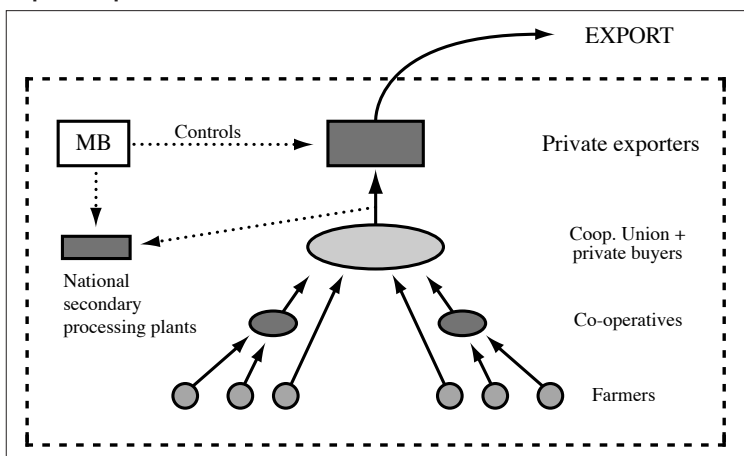 EXPORT
MB
Controls
Private exporters
Coop. Union +
private buyers
National
secondary
processing plants
Co-operatives
Farmers